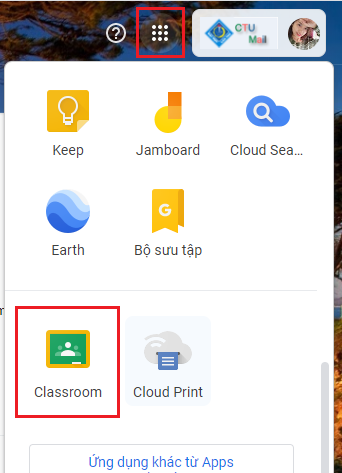 CTU
Mail
Keep
Jamboard
Cloud Sea...
G
Earth
Bộ sưu tập
Classroom
Cloud Print
Ứng dụng khác từ Apps